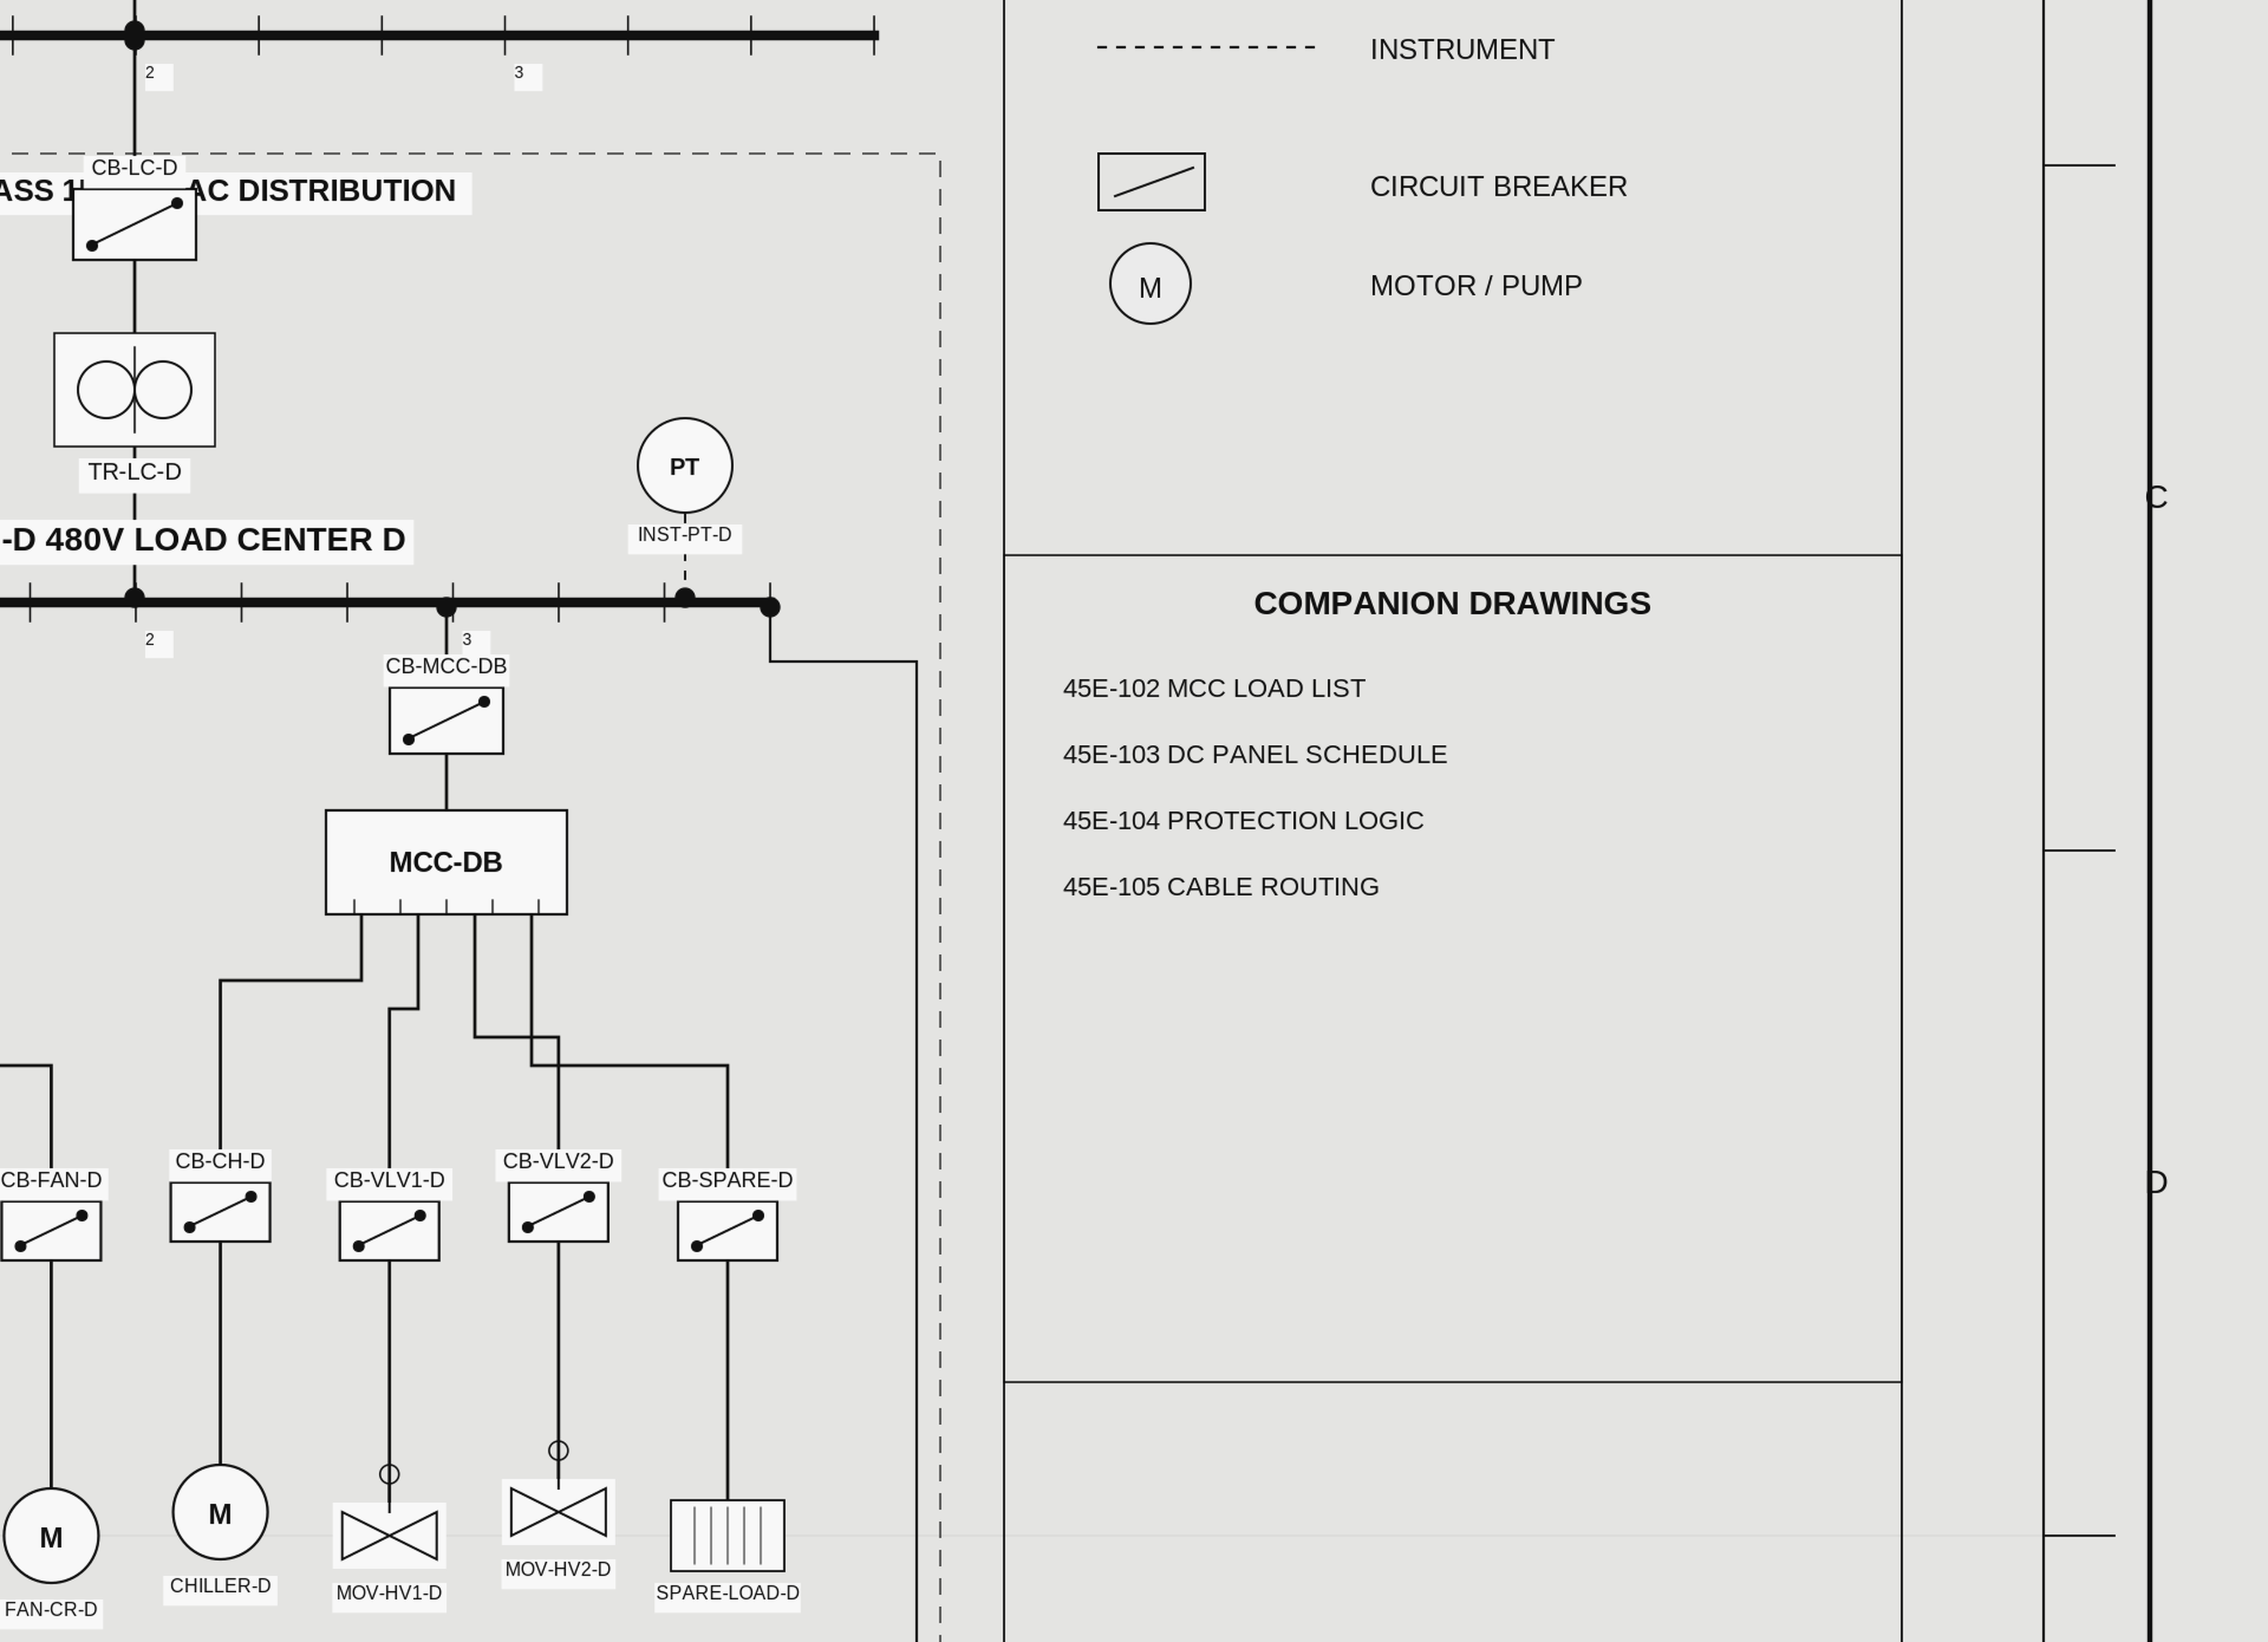 2
3
INSTRUMENT
CB-LC-D
AC DISTRIBUTION
CIRCUIT BREAKER
M
MOTOR / PUMP
TR-LC-D
PT
INST-PT-D
C
-D 480V LOAD CENTER D
2
3
CB-MCC-DB
MCC-DB
COMPANION DRAWINGS
45E-102 MCC LOAD LIST
45E-103 DC PANEL SCHEDULE
45E-104 PROTECTION LOGIC
45E-105 CABLE ROUTING
CB-FAN-D
CB-CH-D
CB-VLV1-D
CB-VLV2-D
CB-SPARE-D
D
M
M
FAN-CR-D
CHILLER-D
MOV-HV1-D
MOV-HV2-D
SPARE-LOAD-D